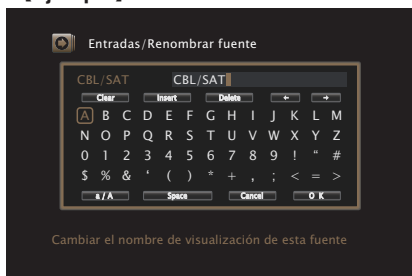 Entradas/Renombrar fuente
CBL/SAT CBL/SAT
Clear Insert Delete ← →
A B C D E F G H I J K L M
N O P Q R S T U V W X Y Z
0 1 2 3 4 5 6 7 8 9 ! “ #
$ % & ‘ ( ) * + , ; < = >
a / A Space Cancel O K
Cambiar el nombre de visualización de esta fuente